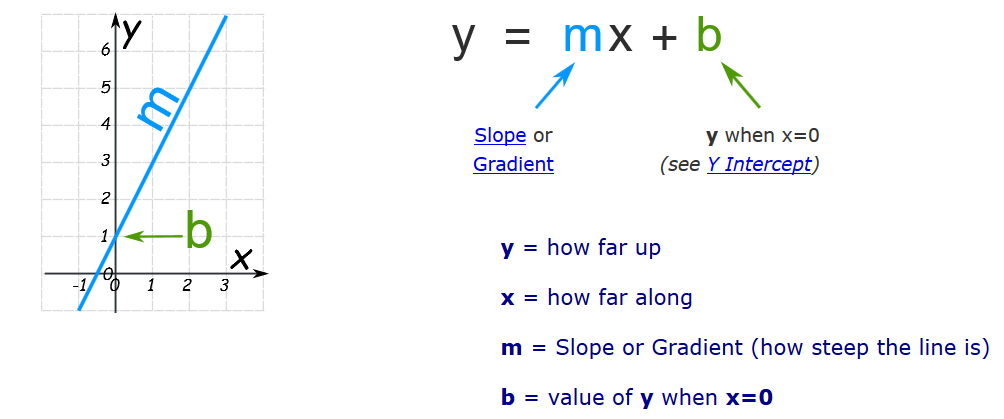 y
6
5
4
3
2
1
0
-1 0 1 2 3
x
m
b
y = mx + b
Slope or
Gradient
y when x=0
(see Y Intercept)
y = how far up
x = how far along
m = Slope or Gradient (how steep the line is)
b = value of y when x=0